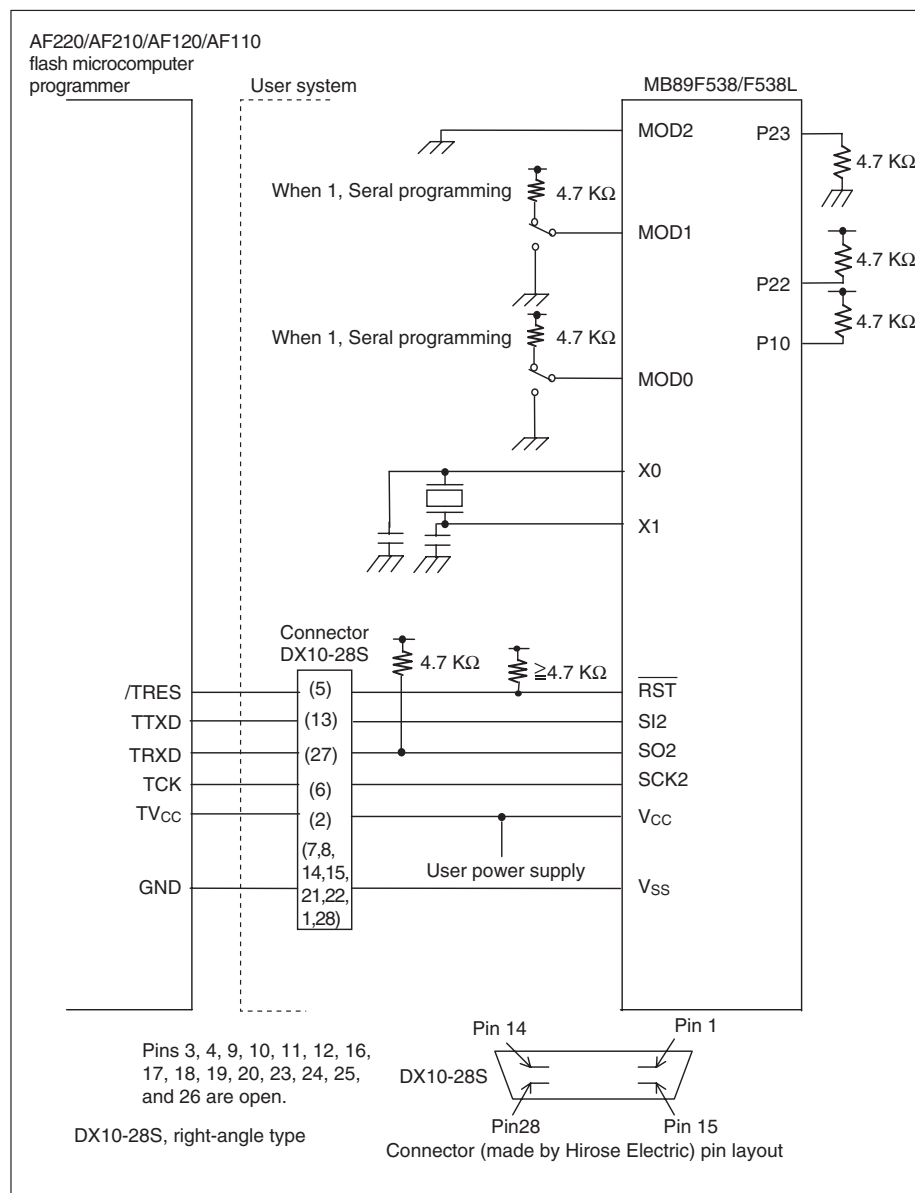 AF220/AF210/AF120/AF110
flash microcomputer
programmer
User system
MB89F538/F538L
MOD2
P23
4.7 KΩ
When 1, Seral programming
4.7 KΩ
MOD1
4.7 KΩ
P22
4.7 KΩ
P10
When 1, Seral programming
4.7 KΩ
MOD0
X0
X1
Connector
DX10-28S
4.7 KΩ
≧4.7 KΩ
/TRES
(5)
RST
TTXD
(13)
SI2
TRXD
(27)
SO2
TCK
(6)
SCK2
TVCC
(2)
VCC
User power supply
GND
(7,8,
14,15,
21,22,
1,28)
VSS
Pins 3, 4, 9, 10, 11, 12, 16,
17, 18, 19, 20, 23, 24, 25,
and 26 are open.
DX10-28S, right-angle type
Pin 14
Pin 1
DX10-28S
Pin28
Pin 15
Connector (made by Hirose Electric) pin layout